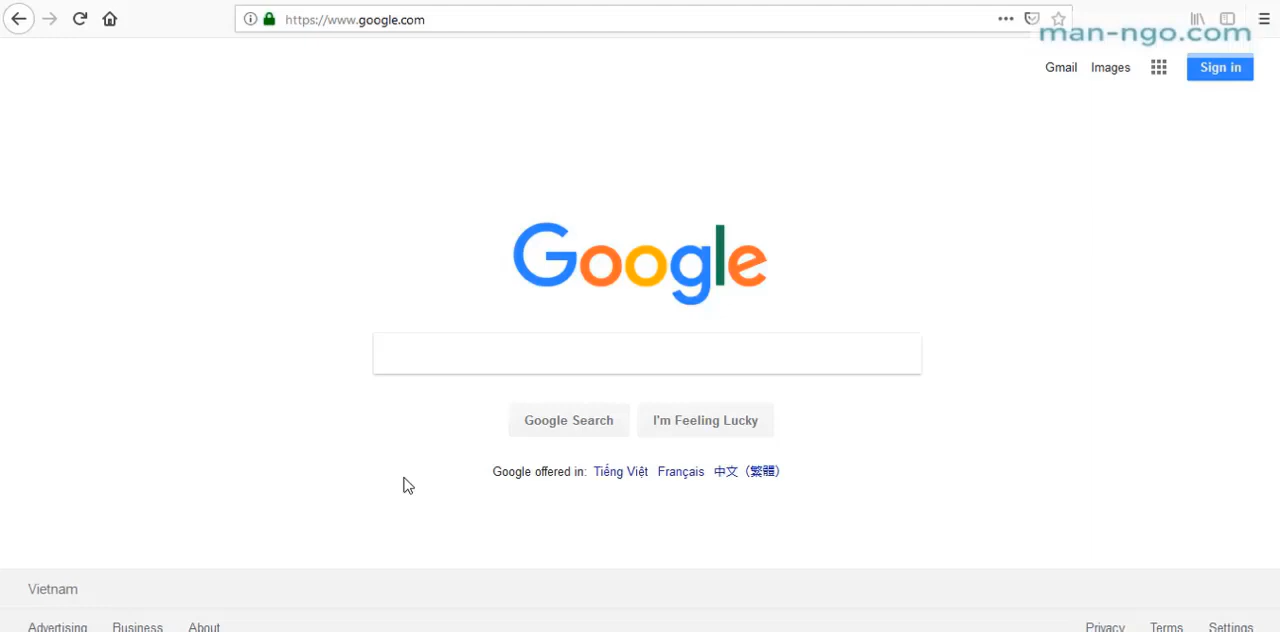 https://www.google.com
man-ngo.com
Gmail Images Sign in
Google
Google Search I'm Feeling Lucky
Google offered in: Tiếng Việt Français 中文（繁體）
Vietnam
Advertising Business About Privacy Terms Settings